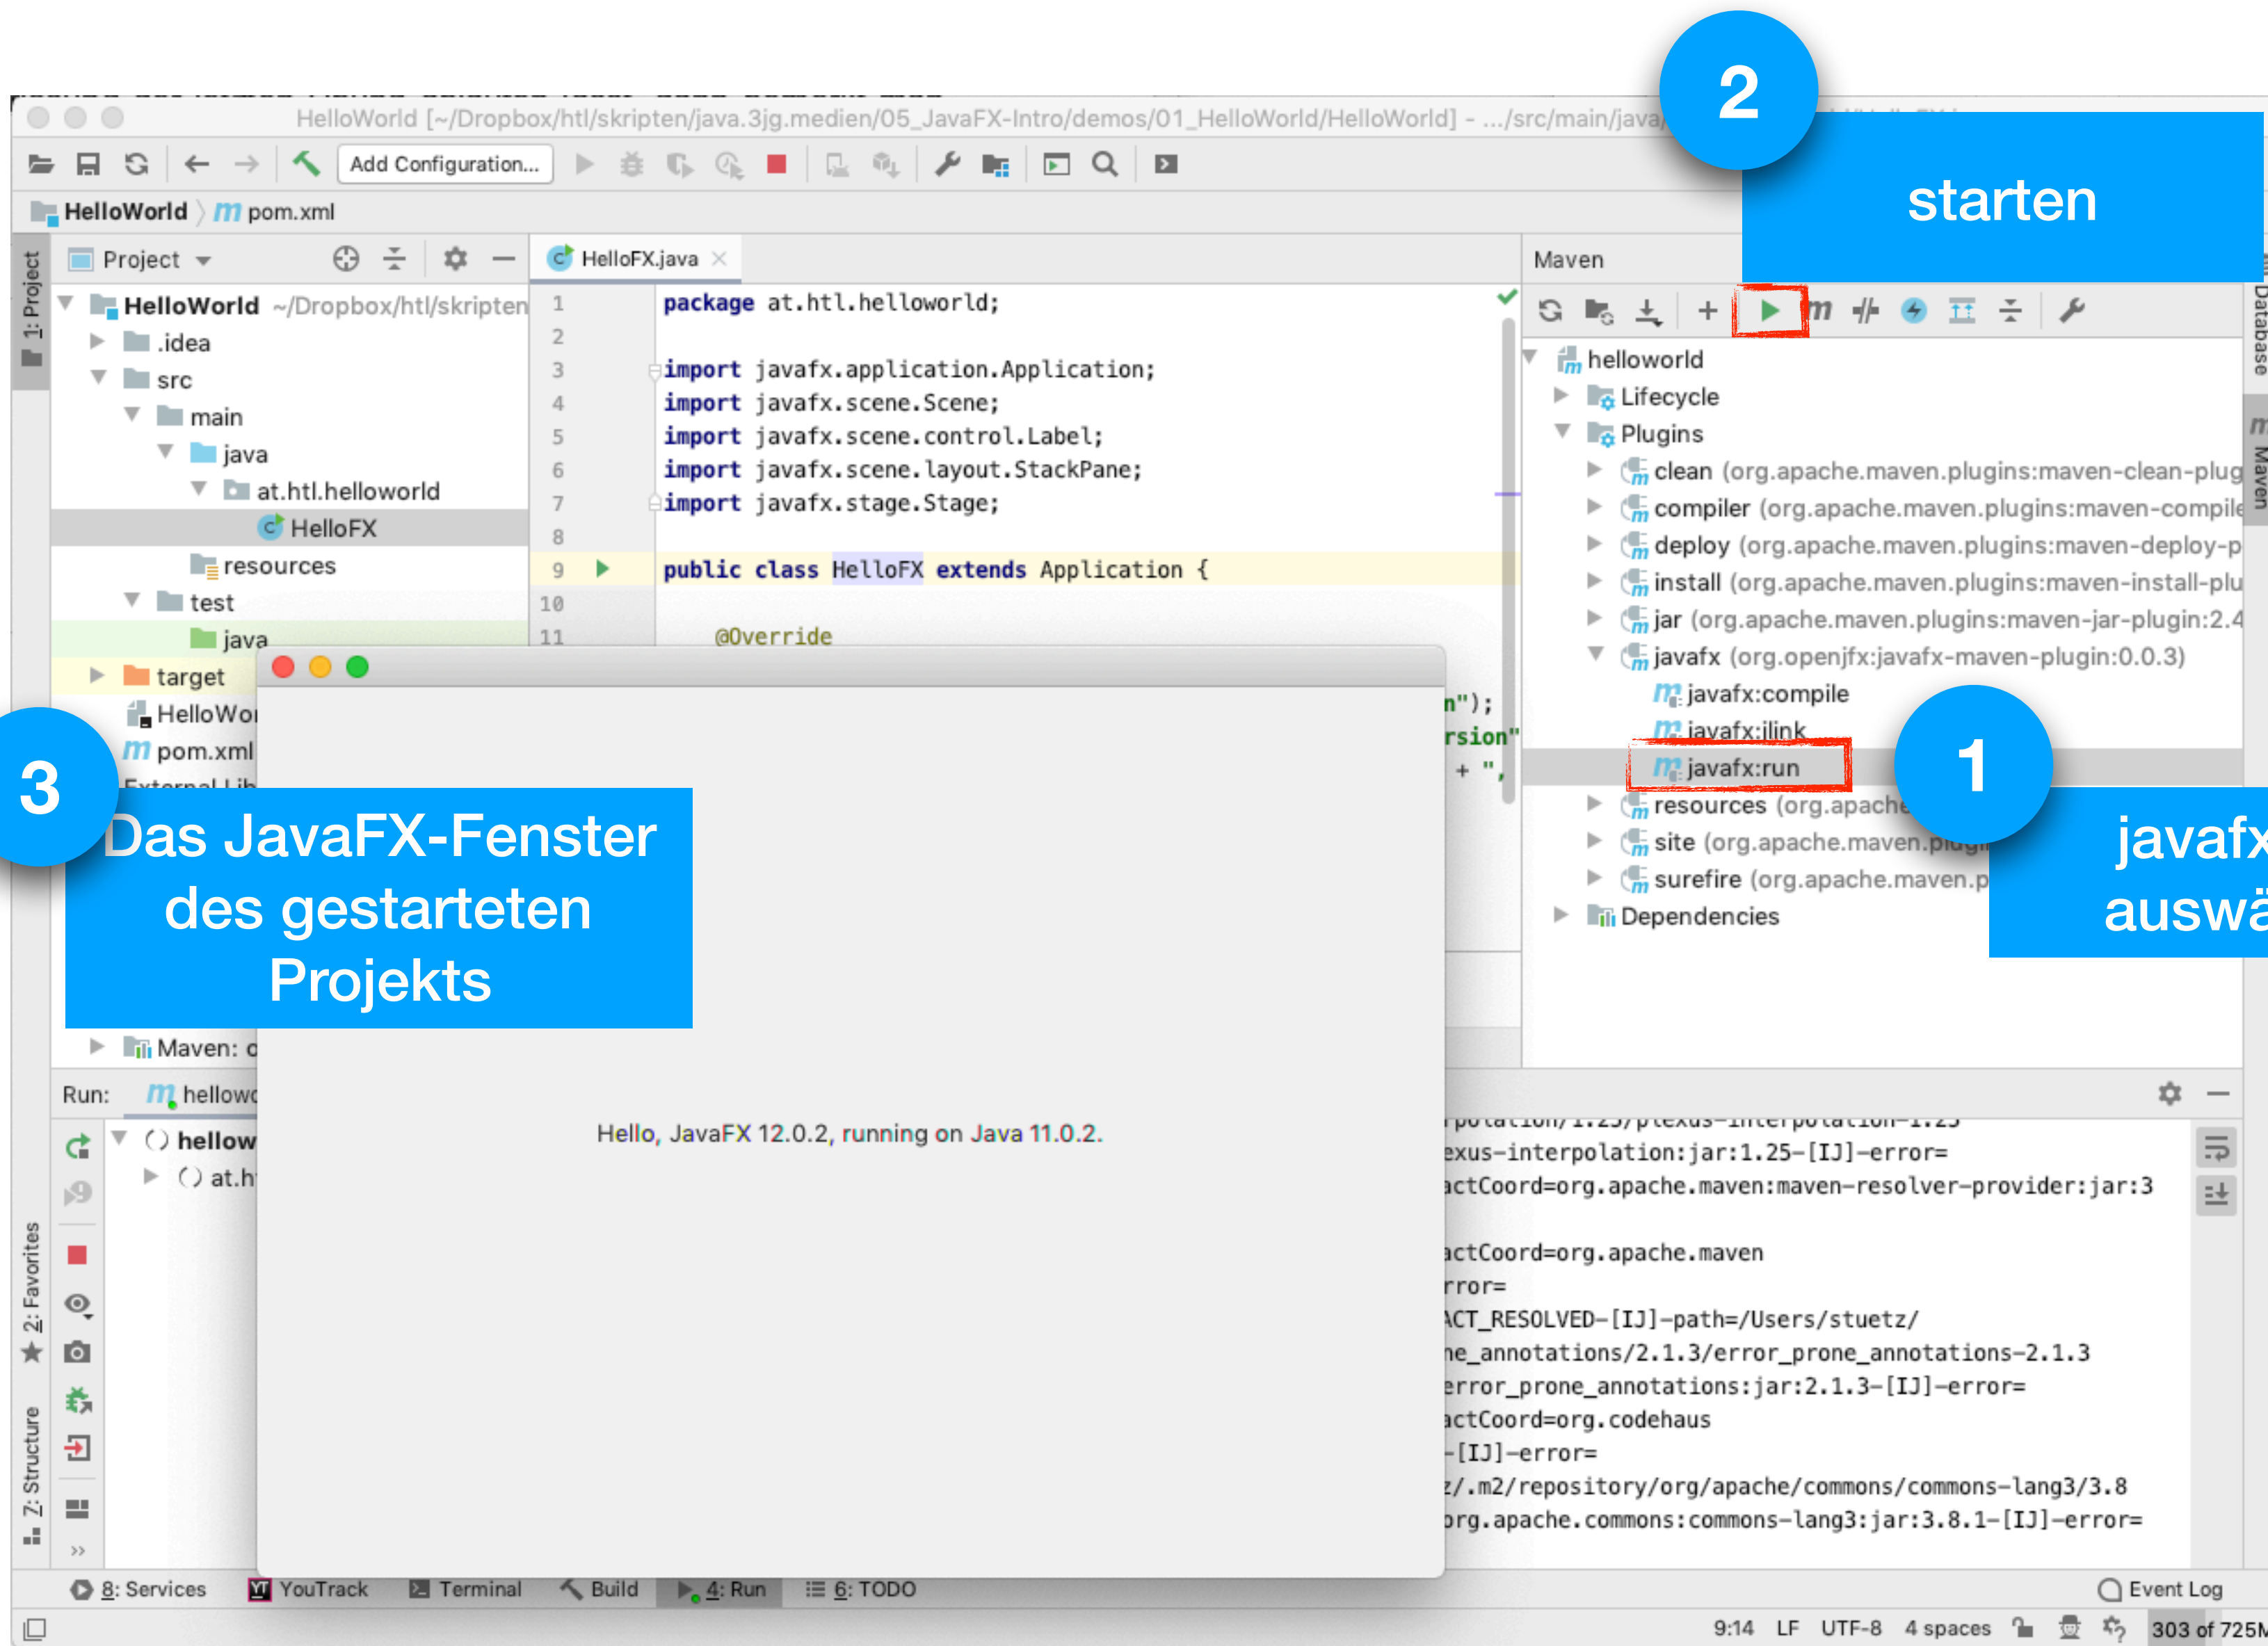 2
starten
HelloWorld [~/Dropbox/htl/skripten/java.3jg.medien/05_JavaFX-Intro/demos/01_HelloWorld/HelloWorld] - .../src/main/java/
Add Configuration...
HelloWorld
pom.xml
1: Project
Project
HelloWorld ~/Dropbox/htl/skripten
.idea
src
main
java
at.htl.helloworld
HelloFX
resources
test
java
target
pom.xml
HelloFX.java
1 package at.htl.helloworld;
2
3 import javafx.application.Application;
4 import javafx.scene.Scene;
5 import javafx.scene.control.Label;
6 import javafx.scene.layout.StackPane;
7 import javafx.stage.Stage;
8
9 public class HelloFX extends Application {
10
11 @Override
n");
rsion"
+ ",
Maven
helloworld
Lifecycle
Plugins
clean (org.apache.maven.plugins:maven-clean-plug
compiler (org.apache.maven.plugins:maven-compile
deploy (org.apache.maven.plugins:maven-deploy-p
install (org.apache.maven.plugins:maven-install-plu
jar (org.apache.maven.plugins:maven-jar-plugin:2.4
javafx (org.openjfx:javafx-maven-plugin:0.0.3)
javafx:compile
javafx:jlink
javafx:run
resources (org.apache
site (org.apache.maven.plugi
surefire (org.apache.maven.p
Dependencies
Database
Maven
1
javafx
auswä
3
Das JavaFX-Fenster
des gestarteten
Projekts
Maven: o
Run:
hellowo
hellow
at.h
Hello, JavaFX 12.0.2, running on Java 11.0.2.
rpolation/1.25/plexus-interpolation-1.25
exus-interpolation:jar:1.25-[IJ]-error=
actCoord=org.apache.maven:maven-resolver-provider:jar:3
actCoord=org.apache.maven
rror=
ACT_RESOLVED-[IJ]-path=/Users/stuetz/
ne_annotations/2.1.3/error_prone_annotations-2.1.3
error_prone_annotations:jar:2.1.3-[IJ]-error=
actCoord=org.codehaus
-[IJ]-error=
z/.m2/repository/org/apache/commons/commons-lang3/3.8
org.apache.commons:commons-lang3:jar:3.8.1-[IJ]-error=
2: Favorites
7: Structure
8: Services
YouTrack
Terminal
Build
4: Run
6: TODO
Event Log
9:14 LF UTF-8 4 spaces 303 of 725M